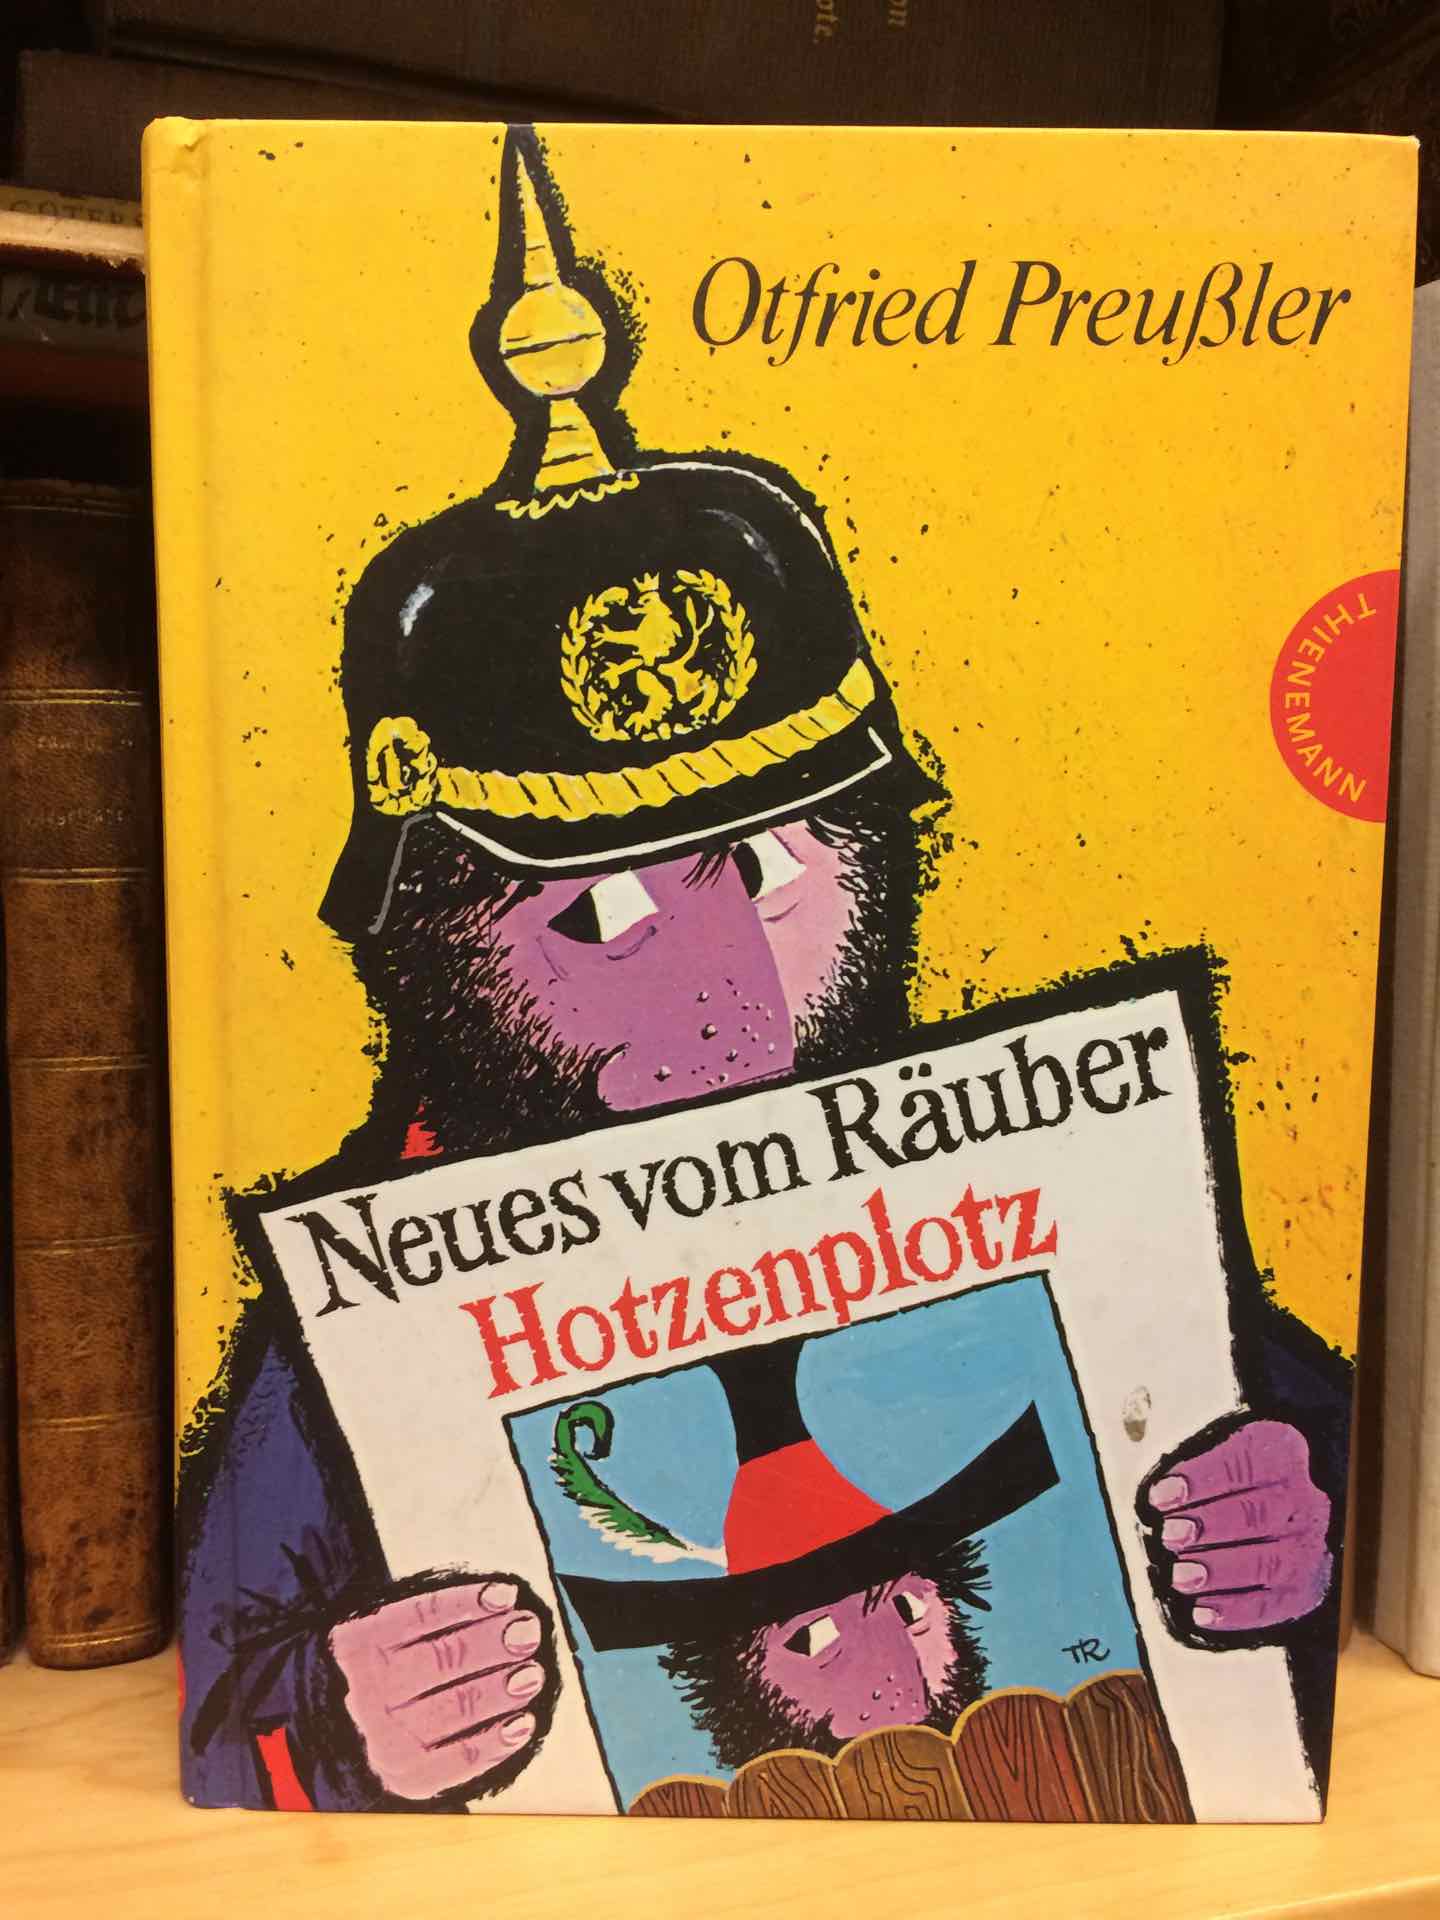 Otfried Preußler
THIENEMANN
Neues vom Räuber
Hotzenplotz
TR